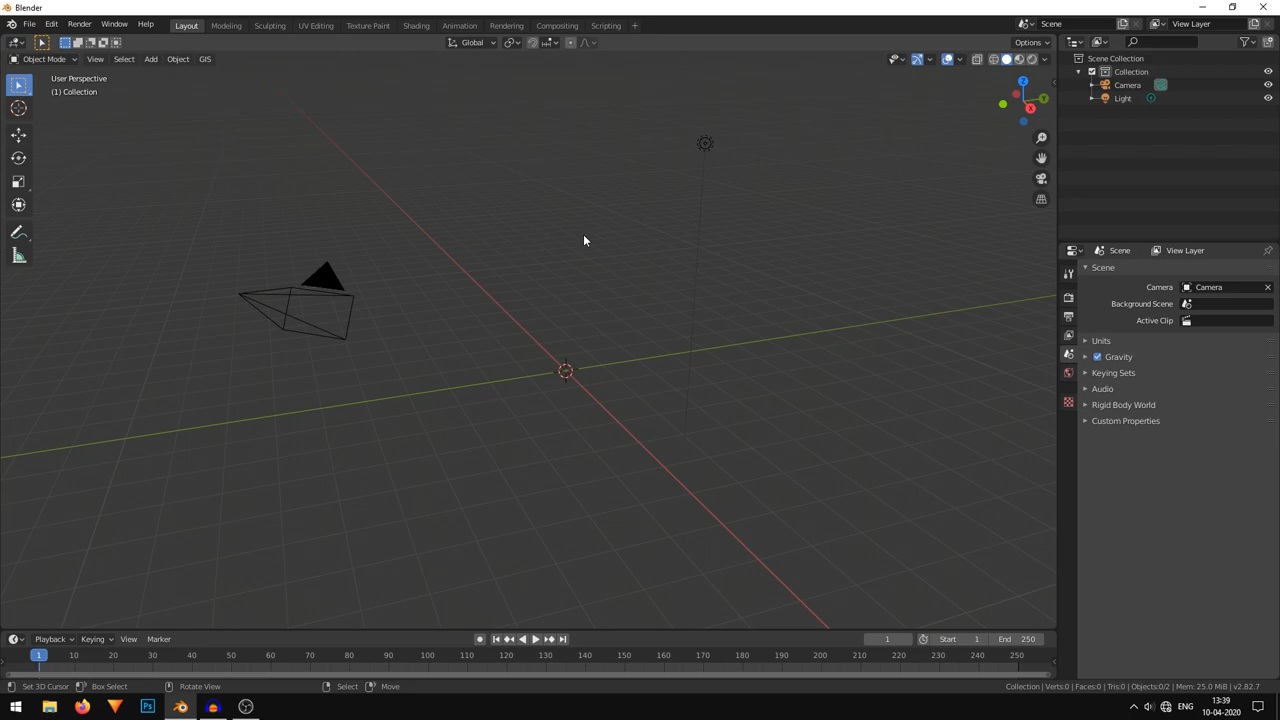 Blender
File Edit Render Window Help Layout Modeling Sculpting UV Editing Texture Paint Shading Animation Rendering Compositing Scripting + Scene View Layer
Global Options
Object Mode View Select Add Object GIS
User Perspective
(1) Collection
Z
Y
X
Scene Collection
Collection
Camera
Light
Scene View Layer
Scene
Camera Camera
Background Scene
Active Clip
Units
Gravity
Keying Sets
Audio
Rigid Body World
Custom Properties
Playback Keying View Marker 1 Start 1 End 250
1 10 20 30 40 50 60 70 80 90 100 110 120 130 140 150 160 170 180 190 200 210 220 230 240 250
Set 3D Cursor Box Select Rotate View Select Move Collection | Verts:0 | Faces:0 | Tris:0 | Objects:0/2 | Mem: 25.0 MiB | v2.82.7
Ps ENG 13:39
10-04-2020